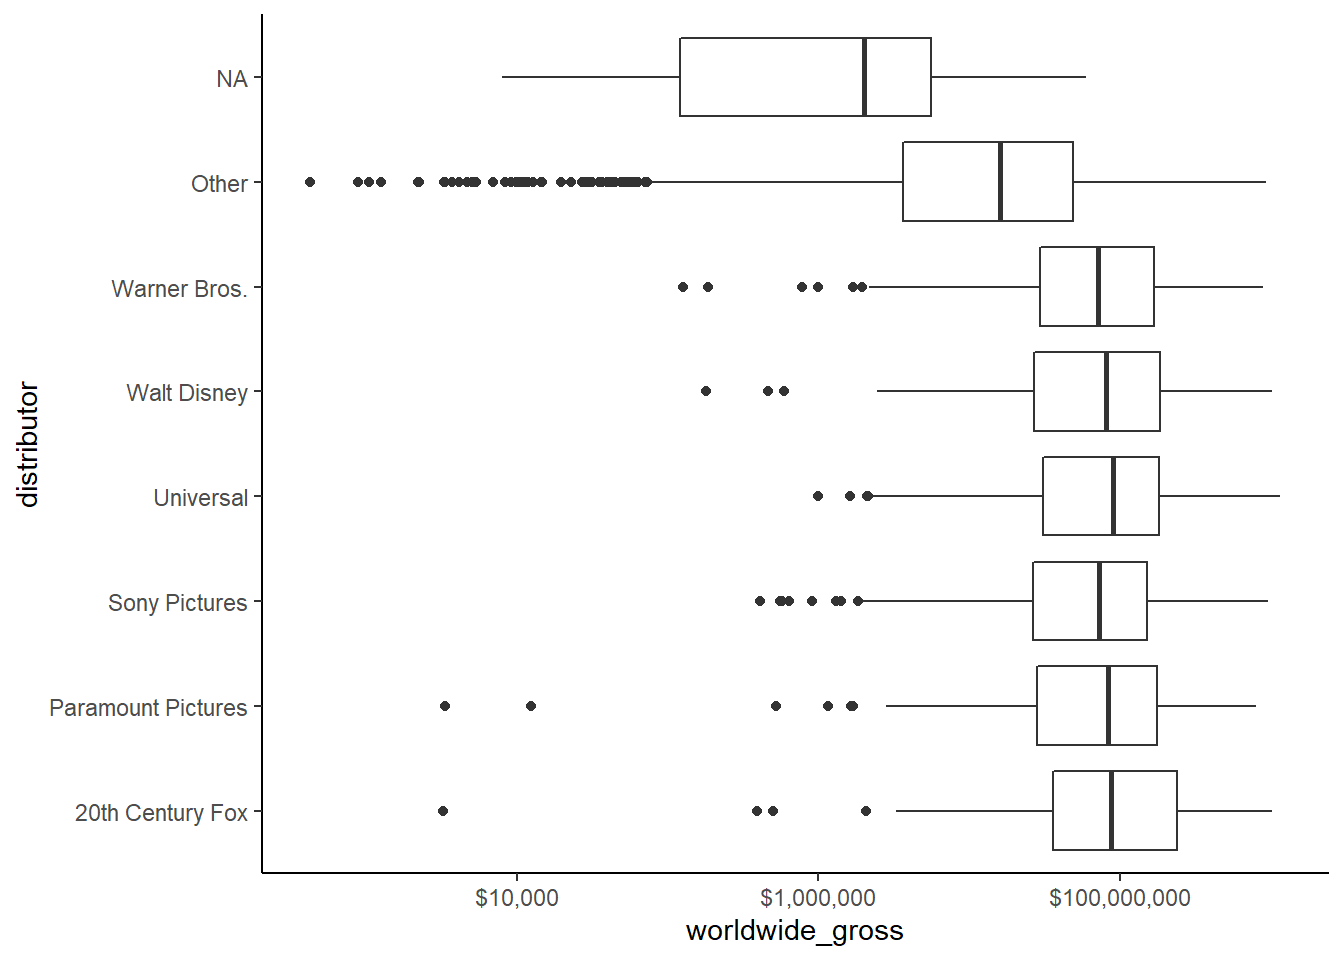 NA
Other
Warner Bros.
Walt Disney
Universal
Sony Pictures
Paramount Pictures
20th Century Fox
distributor
$10,000
$1,000,000
$100,000,000
worldwide_gross